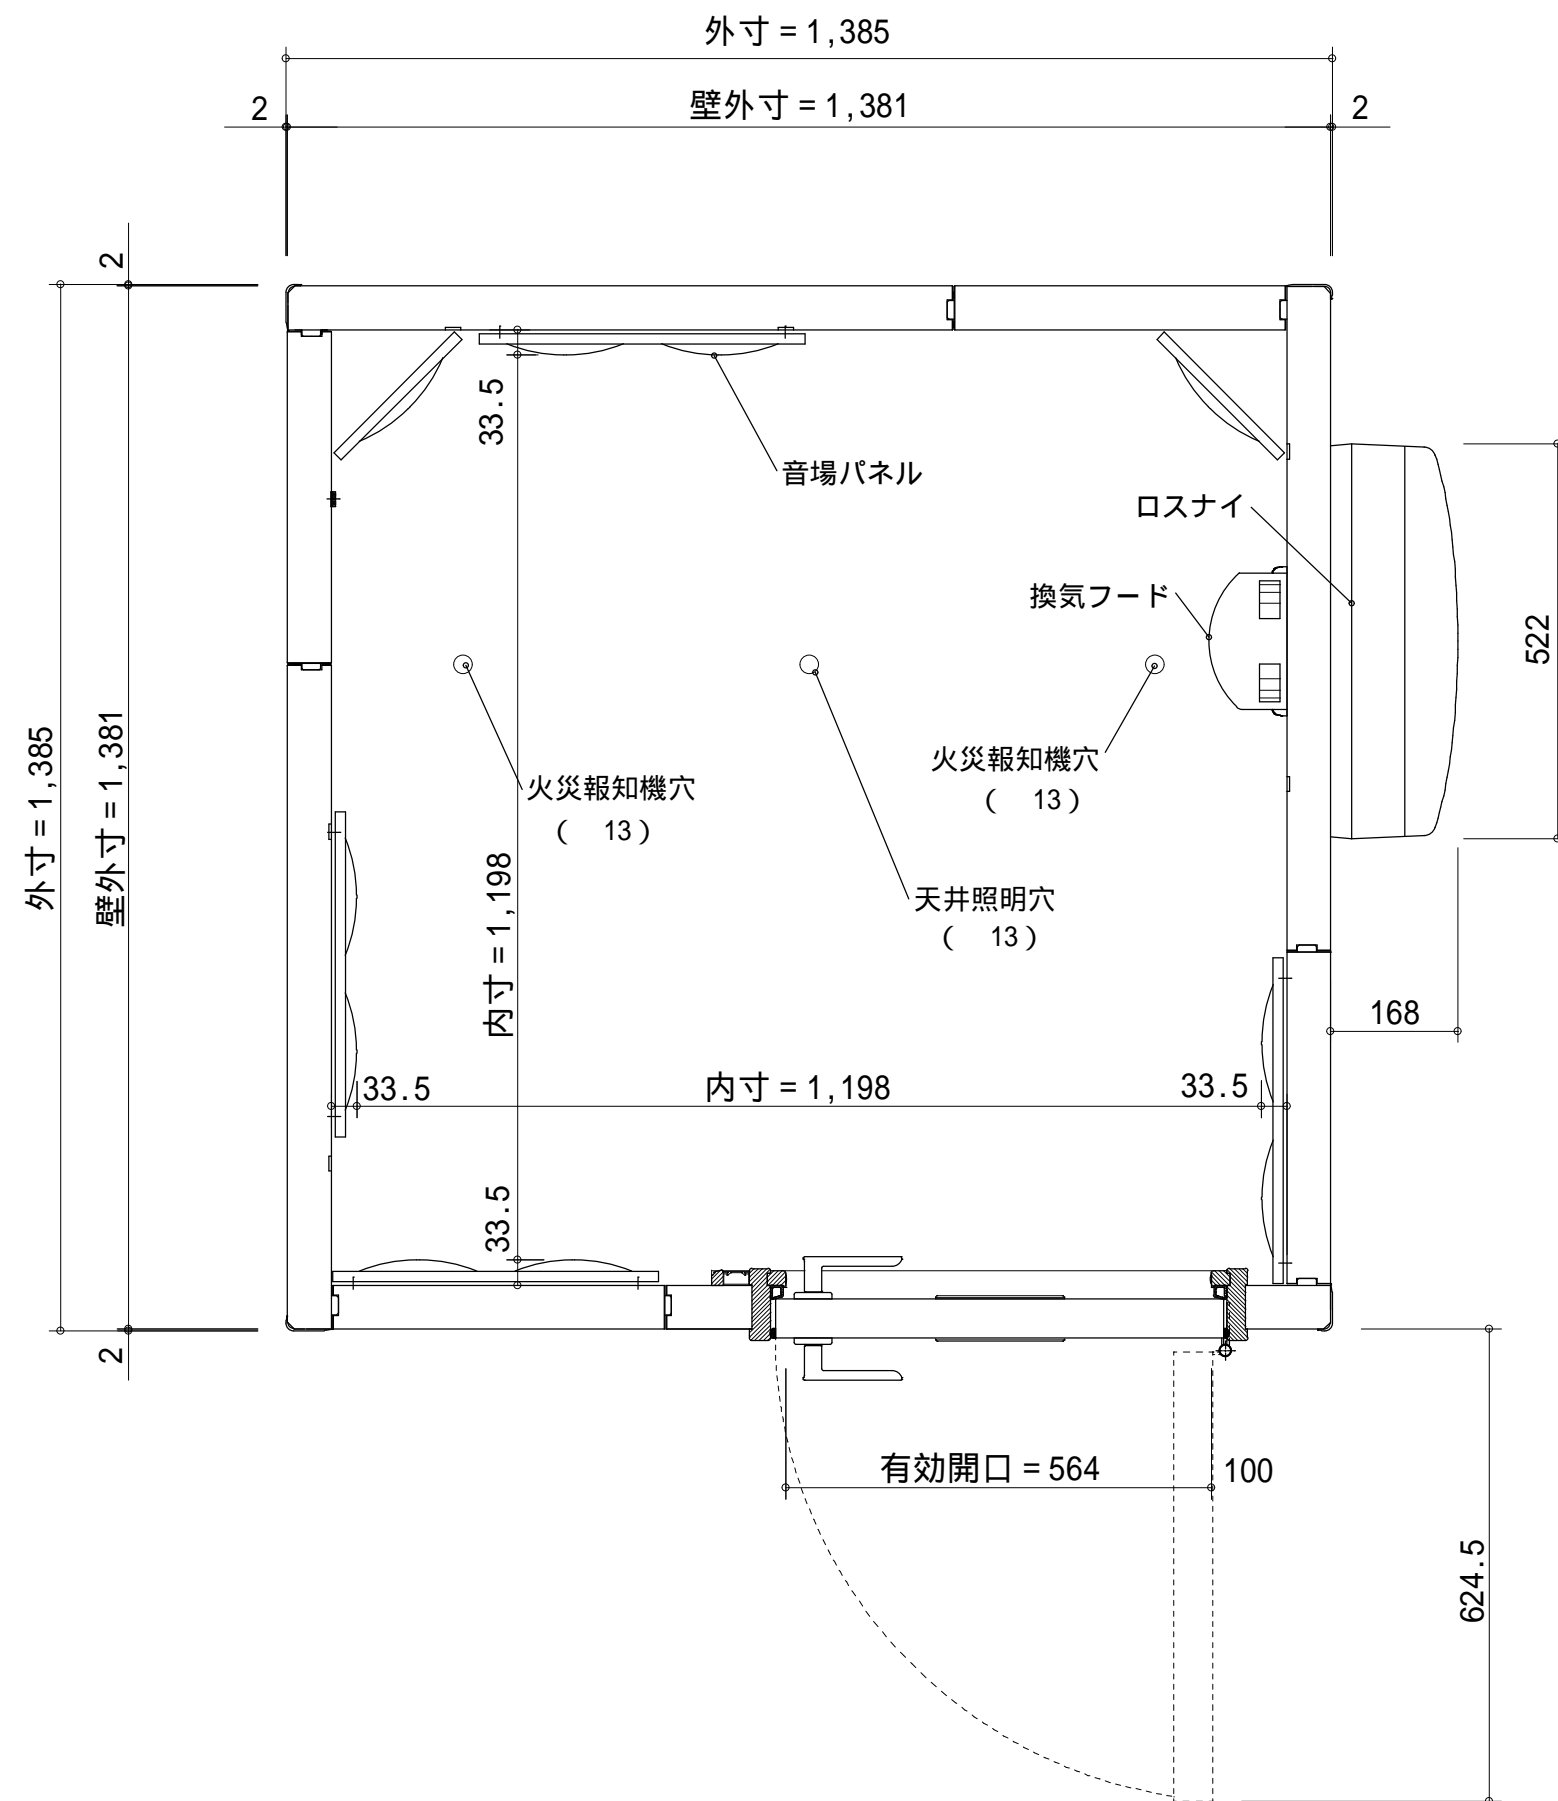 外寸=1,385
2
壁外寸=1,381
2
2
33.5
音場パネル
ロスナイ
換気フード
522
外寸=1,385
壁外寸=1,381
火災報知機穴
( 13)
火災報知機穴
( 13)
内寸=1,198
天井照明穴
( 13)
168
33.5
内寸=1,198
33.5
33.5
2
有効開口=564
100
624.5